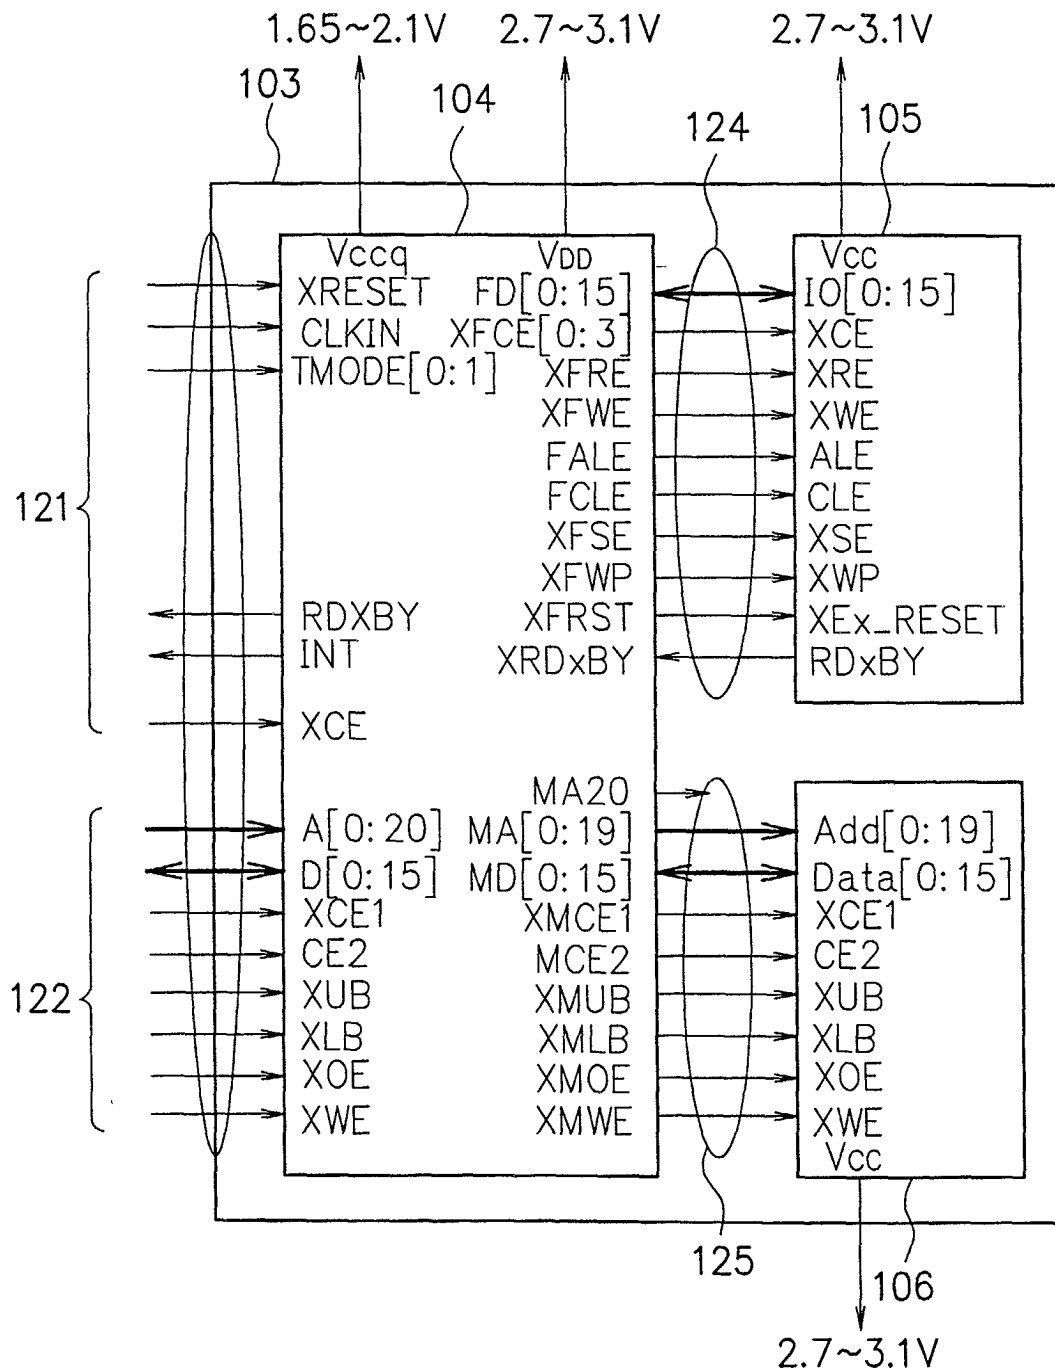 1.65~2.1V 2.7~3.1V 2.7~3.1V
103 104 124 105
Vccq VDD Vcc
XRESET FD[0:15] IO[0:15]
CLKIN XFCE[0:3] XCE
TMODE[0:1] XFRE XRE
XFWE XWE
FALE ALE
FCLE CLE
121
XFSE XSE
XFWP XWP
RDXBY XFRST XEx_RESET
INT XRDxBY RDxBY
XCE
MA20
A[0:20] MA[0:19] Add[0:19]
D[0:15] MD[0:15] Data[0:15]
XCE1 XMCE1 XCE1
CE2 MCE2 CE2
122 XUB XMUB XUB
XLB XMLB XLB
XOE XMOE XOE
XWE XMWE XWE
Vcc
125 106
2.7~3.1V